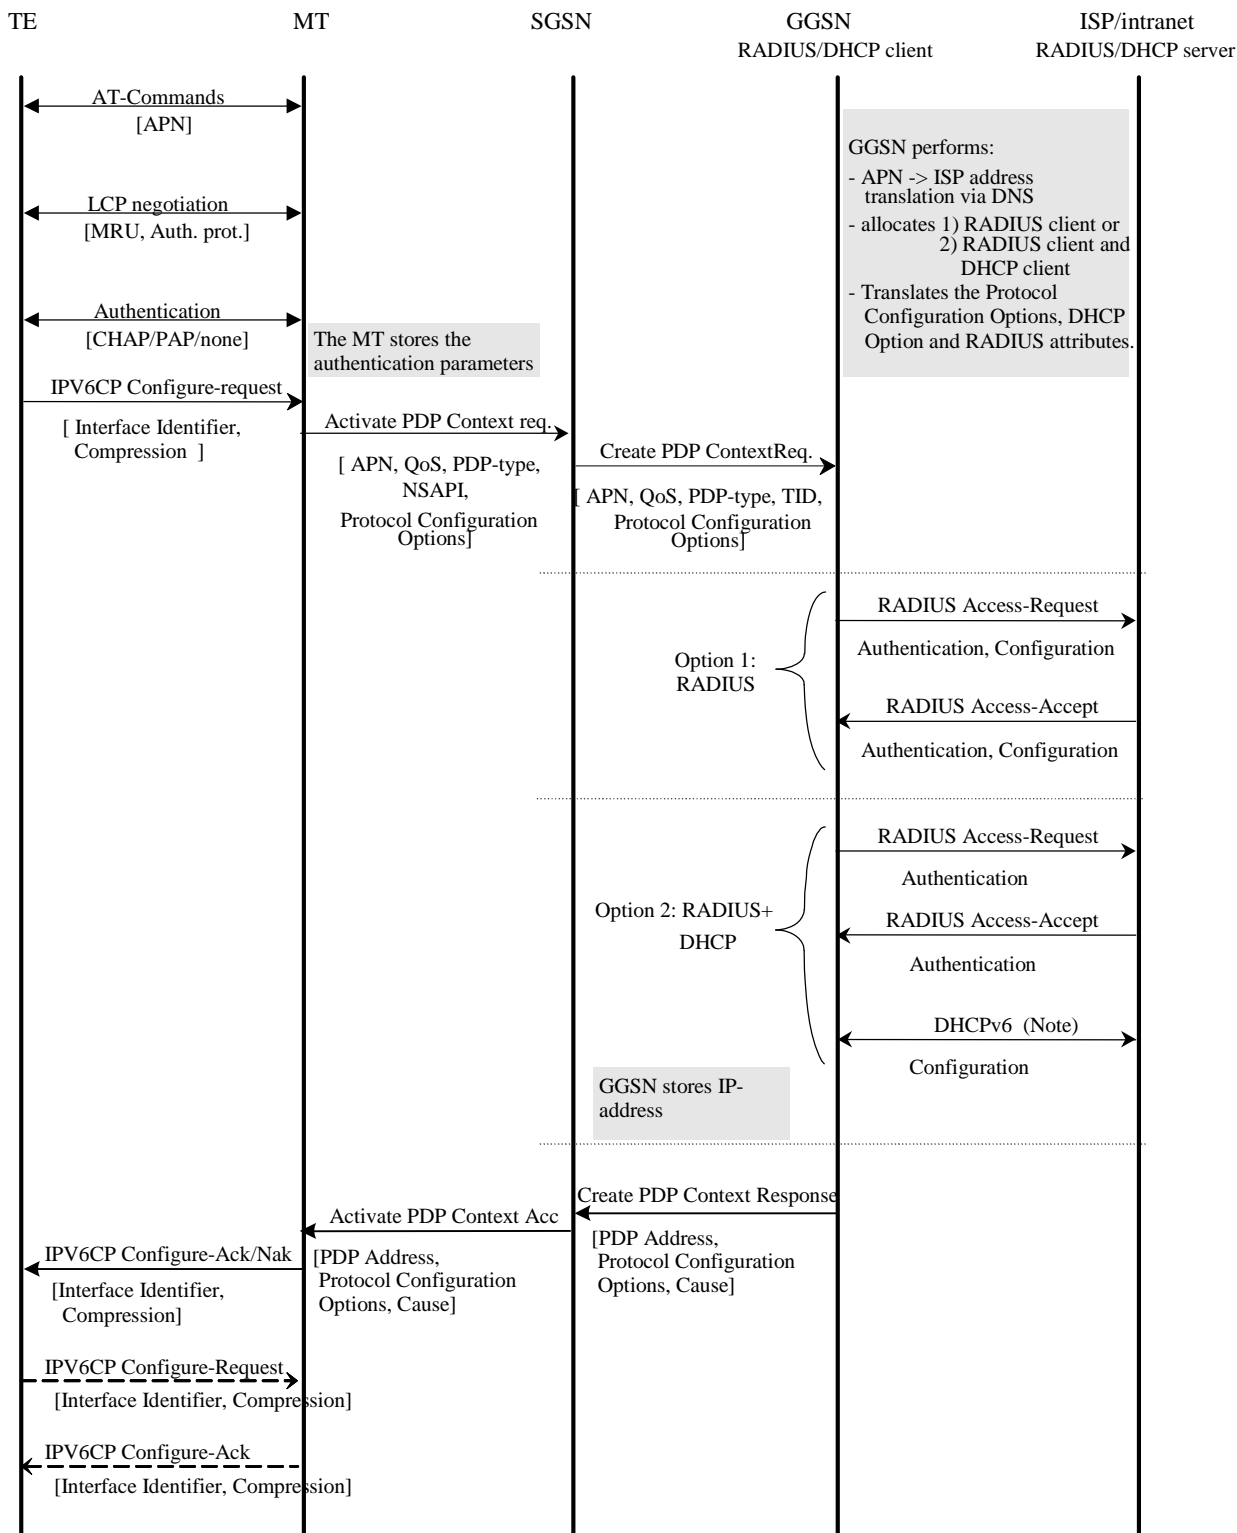 TE
MT
SGSN
GGSN
RADIUS/DHCP client
ISP/intranet
RADIUS/DHCP server
AT-Commands
[APN]
LCP negotiation
[MRU, Auth. prot.]
Authentication
[CHAP/PAP/none]
The MT stores the
authentication parameters
GGSN performs:
- APN -> ISP address
translation via DNS
- allocates 1) RADIUS client or
2) RADIUS client and
DHCP client
- Translates the Protocol
Configuration Options, DHCP
Option and RADIUS attributes.
IPV6CP Configure-request
[ Interface Identifier,
Compression ]
Activate PDP Context req.
[ APN, QoS, PDP-type,
NSAPI,
Protocol Configuration
Options]
Create PDP ContextReq.
[ APN, QoS, PDP-type, TID,
Protocol Configuration
Options]
RADIUS Access-Request
Authentication, Configuration
Option 1:
RADIUS
RADIUS Access-Accept
Authentication, Configuration
RADIUS Access-Request
Authentication
Option 2: RADIUS+
DHCP
RADIUS Access-Accept
Authentication
DHCPv6 (Note)
Configuration
GGSN stores IP-
address
Create PDP Context Response
[PDP Address,
Protocol Configuration
Options, Cause]
Activate PDP Context Acc
[PDP Address,
Protocol Configuration
Options, Cause]
IPV6CP Configure-Ack/Nak
[Interface Identifier,
Compression]
IPV6CP Configure-Request
[Interface Identifier, Compression]
IPV6CP Configure-Ack
[Interface Identifier, Compression]